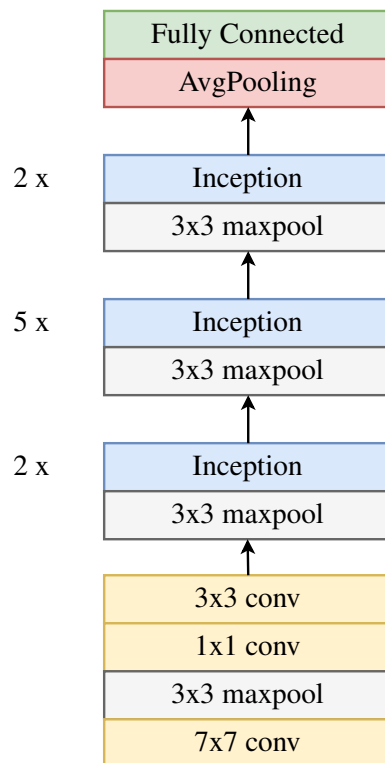 Fully Connected
AvgPooling
2 x
Inception
3x3 maxpool
5 x
Inception
3x3 maxpool
2 x
Inception
3x3 maxpool
3x3 conv
1x1 conv
3x3 maxpool
7x7 conv